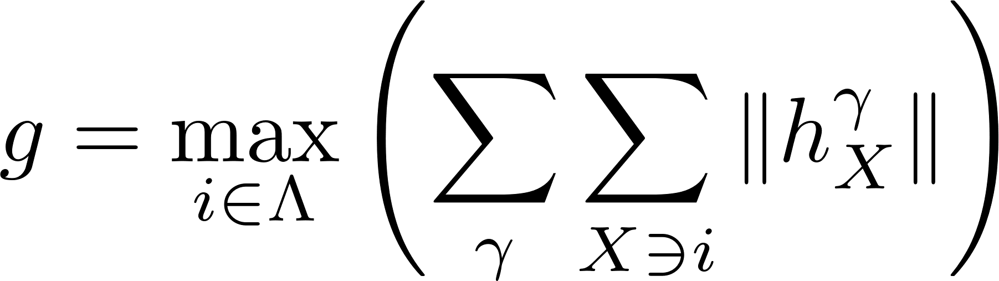 g = \max_{i \in \Lambda} \left( \sum_{\gamma} \sum_{X \ni i} \| h_X^{\gamma} \| \right)